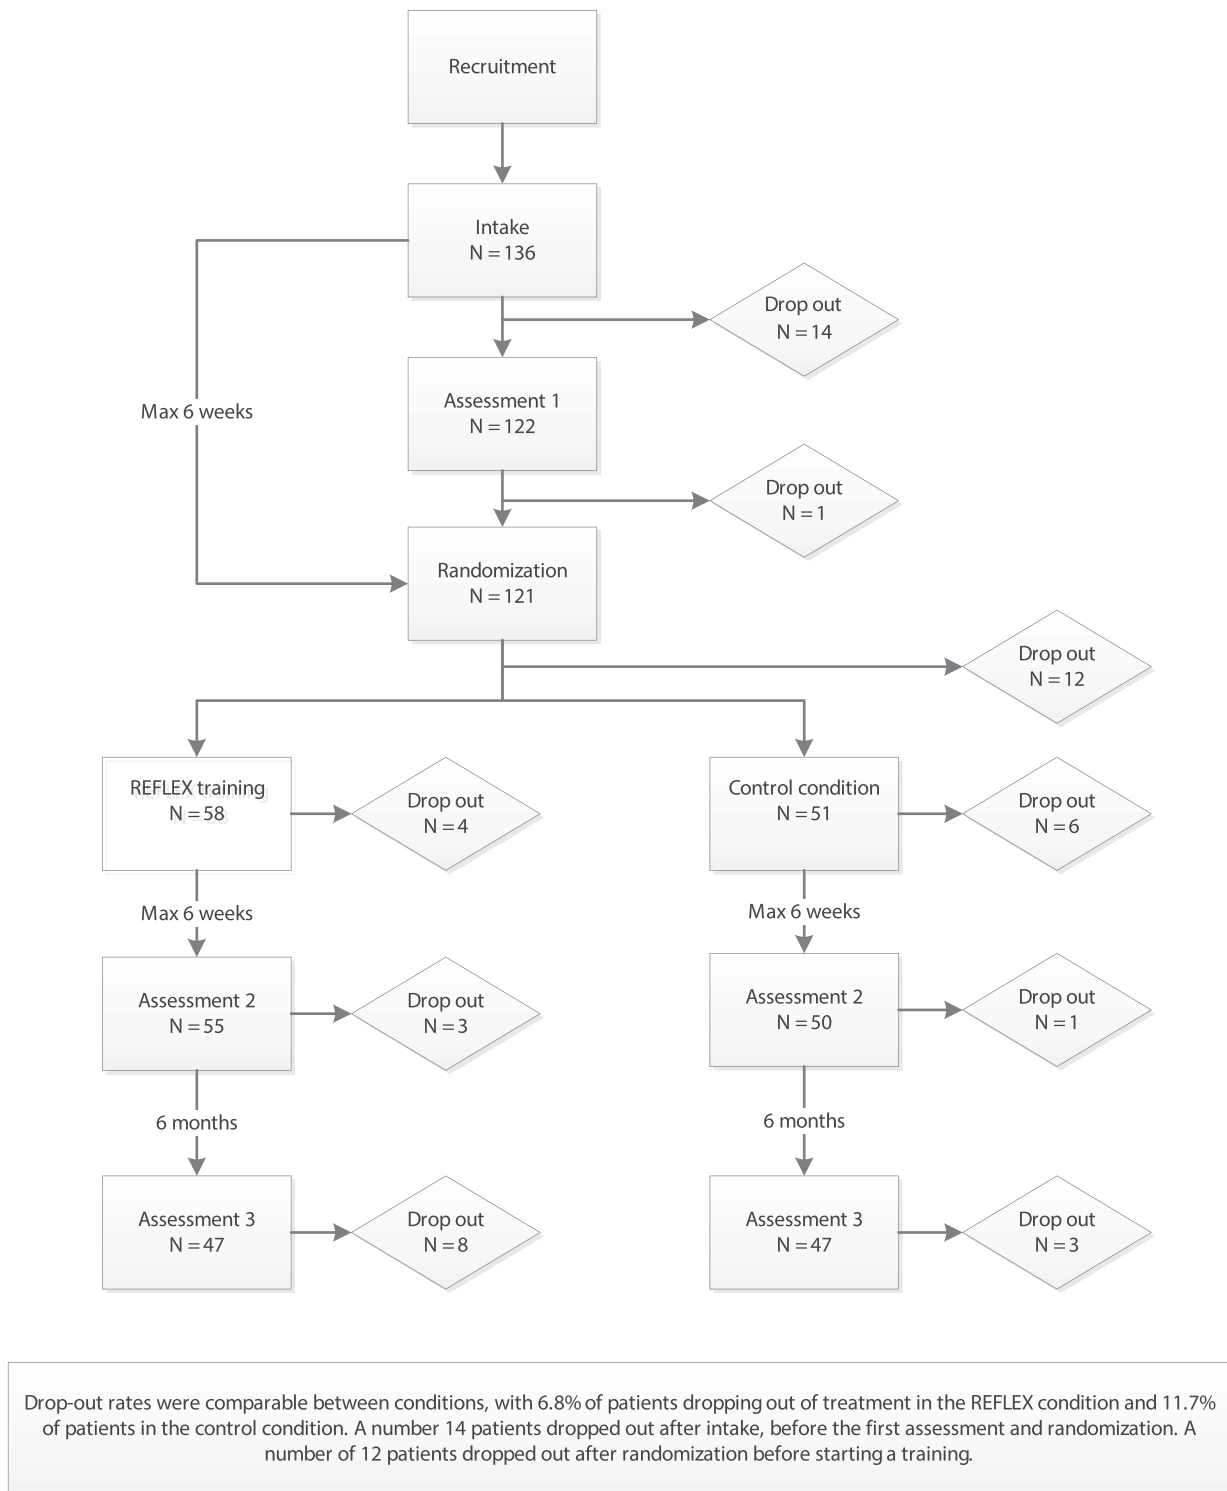 Recruitment
Intake
N = 136
Drop out
N = 14
Max 6 weeks
Assessment 1
N = 122
Drop out
N = 1
Randomization
N = 121
Drop out
N = 12
REFLEX training
N = 58
Drop out
N = 4
Control condition
N = 51
Drop out
N = 6
Max 6 weeks
Max 6 weeks
Assessment 2
N = 55
Drop out
N = 3
Assessment 2
N = 50
Drop out
N = 1
6 months
6 months
Assessment 3
N = 47
Drop out
N = 8
Assessment 3
N = 47
Drop out
N = 3
Drop-out rates were comparable between conditions, with 6.8% of patients dropping out of treatment in the REFLEX condition and 11.7%
of patients in the control condition. A number 14 patients dropped out after intake, before the first assessment and randomization. A
number of 12 patients dropped out after randomization before starting a training.